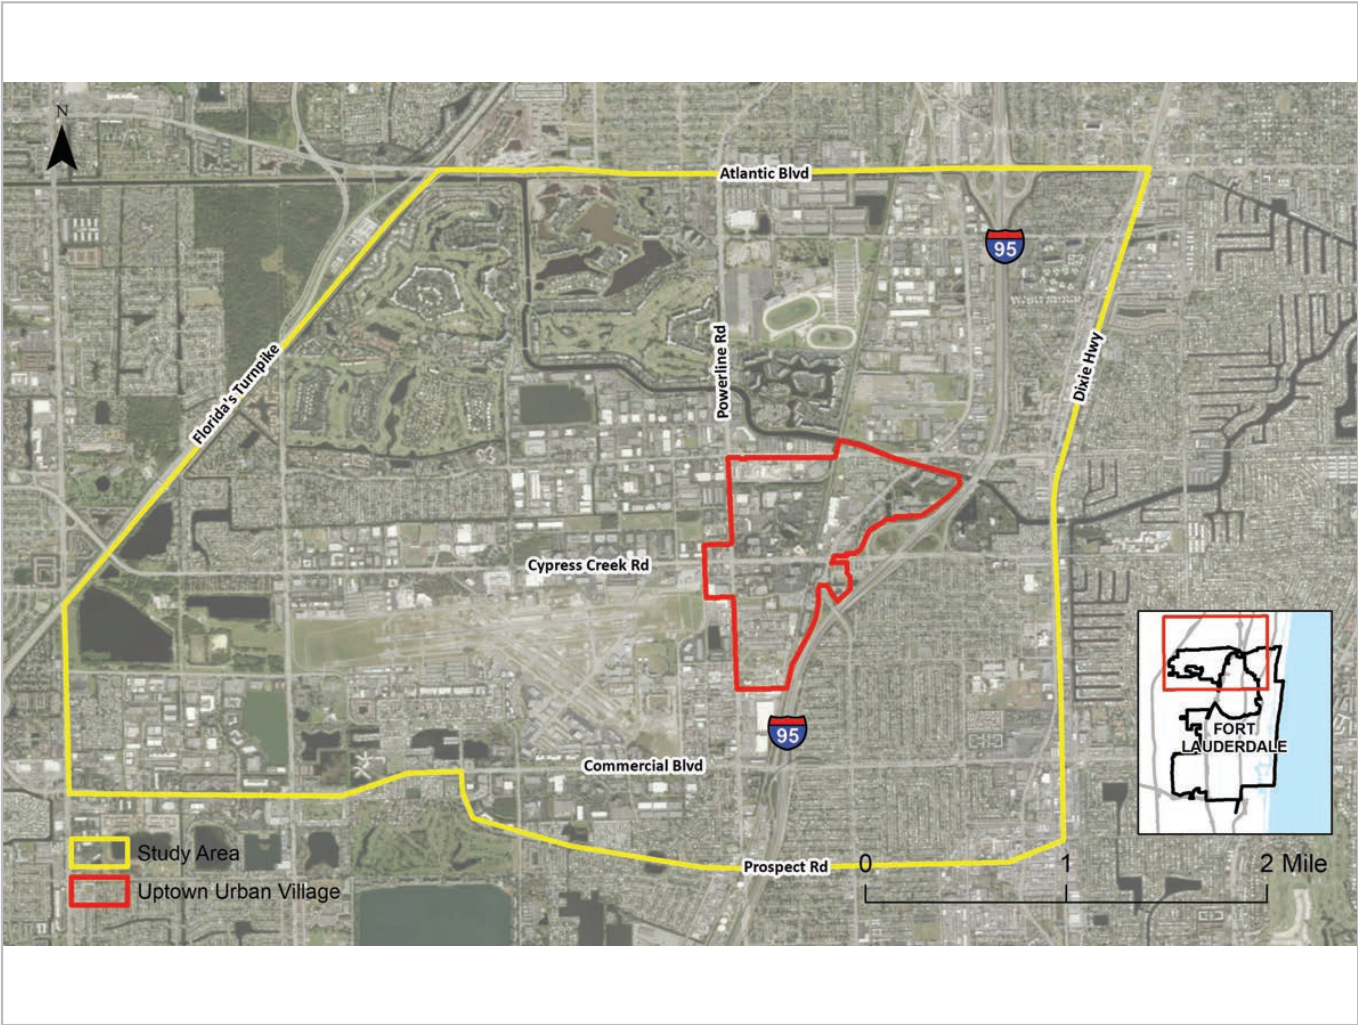 N
Atlantic Blvd
95
Powerline Rd
Dixie Hwy
Florida's Turnpike
Cypress Creek Rd
95
FORT
LAUDERDALE
Commercial Blvd
Study Area
Prospect Rd
0 1 2 Mile
Uptown Urban Village